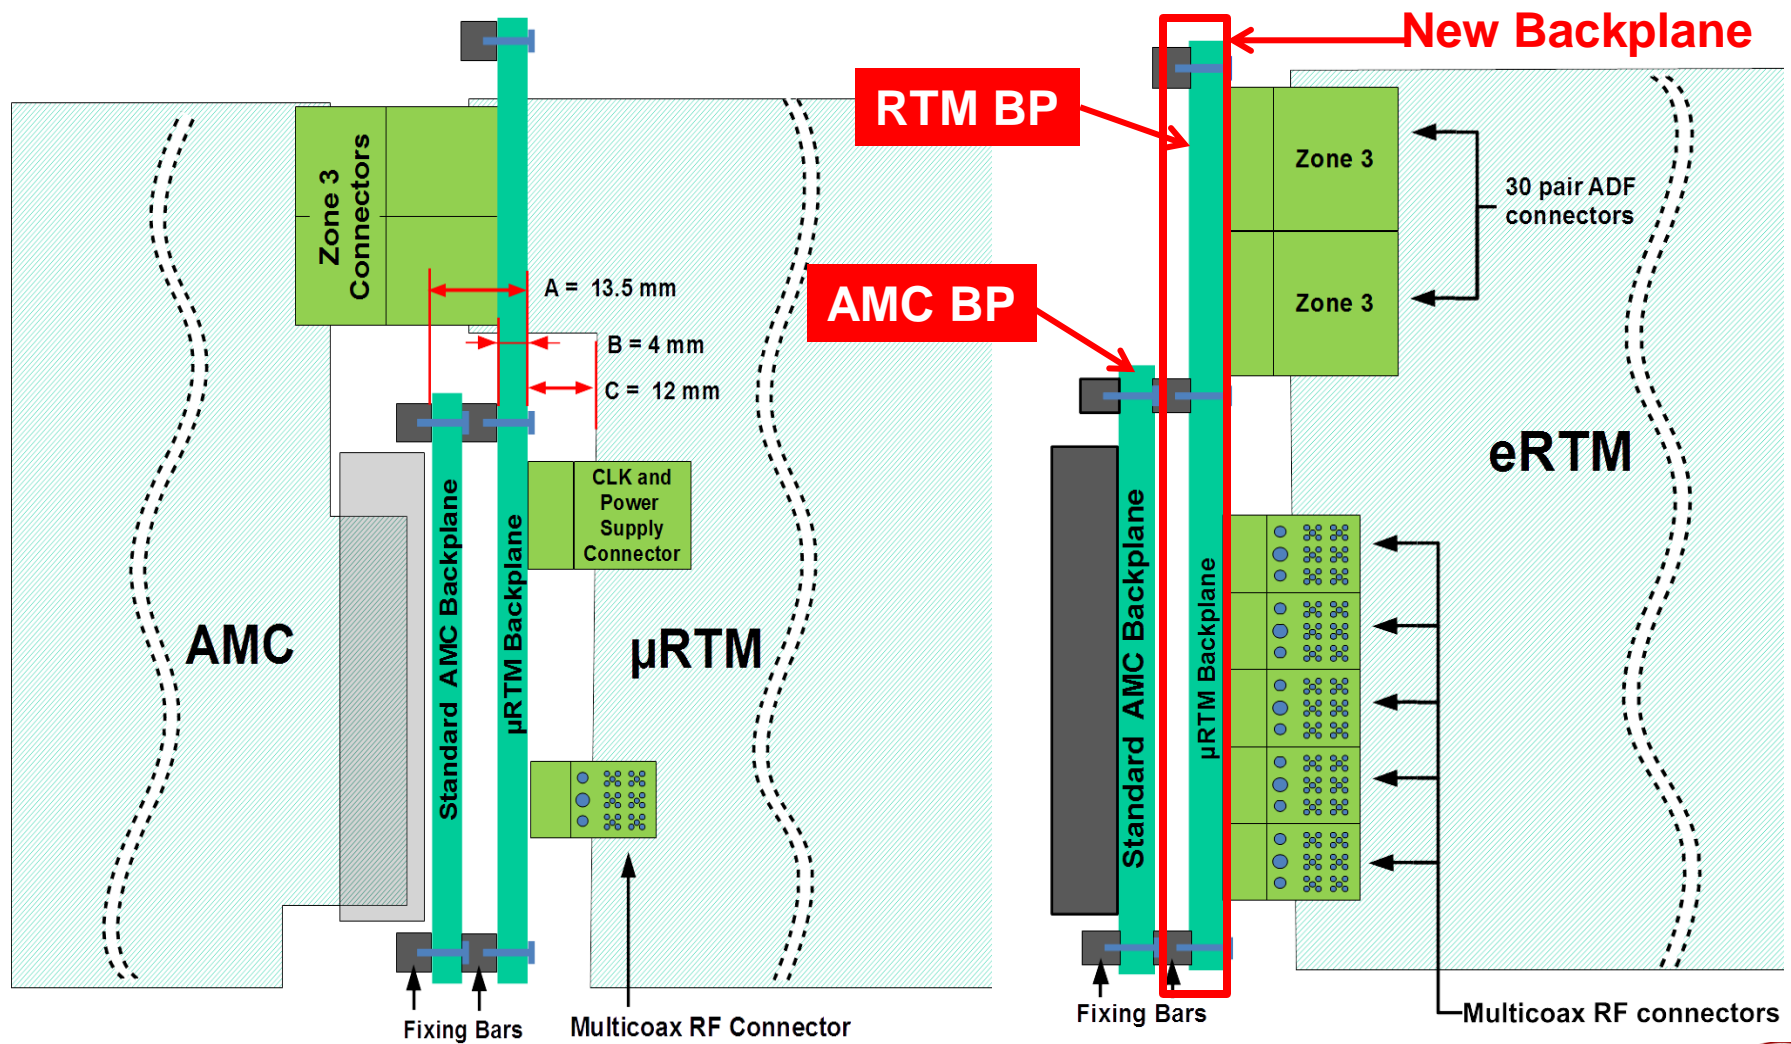 New Backplane
RTM BP
Zone 3
Connectors
Zone 3
30 pair ADF
connectors
A = 13.5 mm
AMC BP
Zone 3
B = 4 mm
C = 12 mm
eRTM
CLK and
Power
Supply
Connector
Standard AMC Backplane
µRTM Backplane
Standard AMC Backplane
µRTM Backplane
AMC
µRTM
Fixing Bars
Multicoax RF Connector
Fixing Bars
Multicoax RF connectors